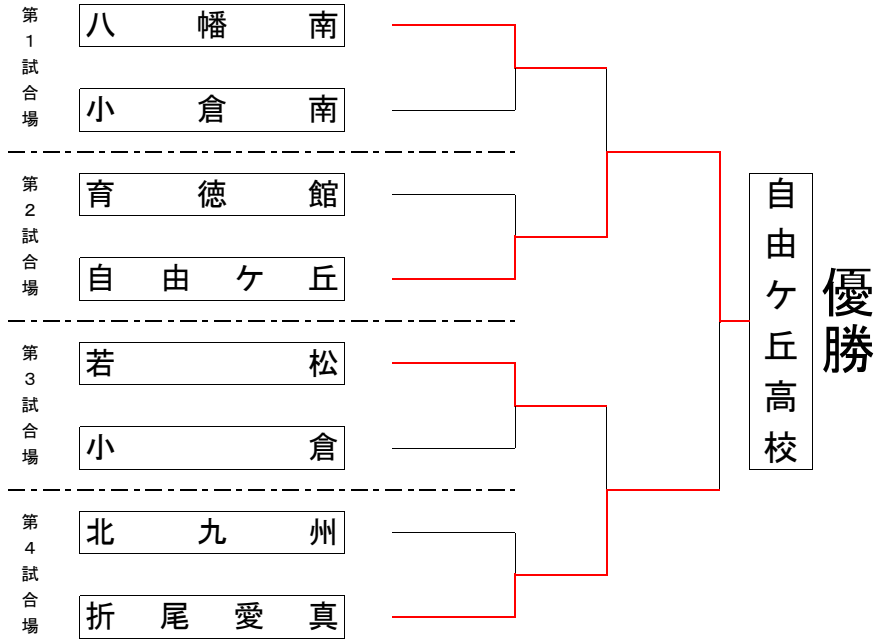 第1試合場
八幡南
小倉南
第2試合場
育徳館
自由ケ丘
第3試合場
若松
小倉
第4試合場
北九州
折尾愛真
自由ケ丘高校
優勝